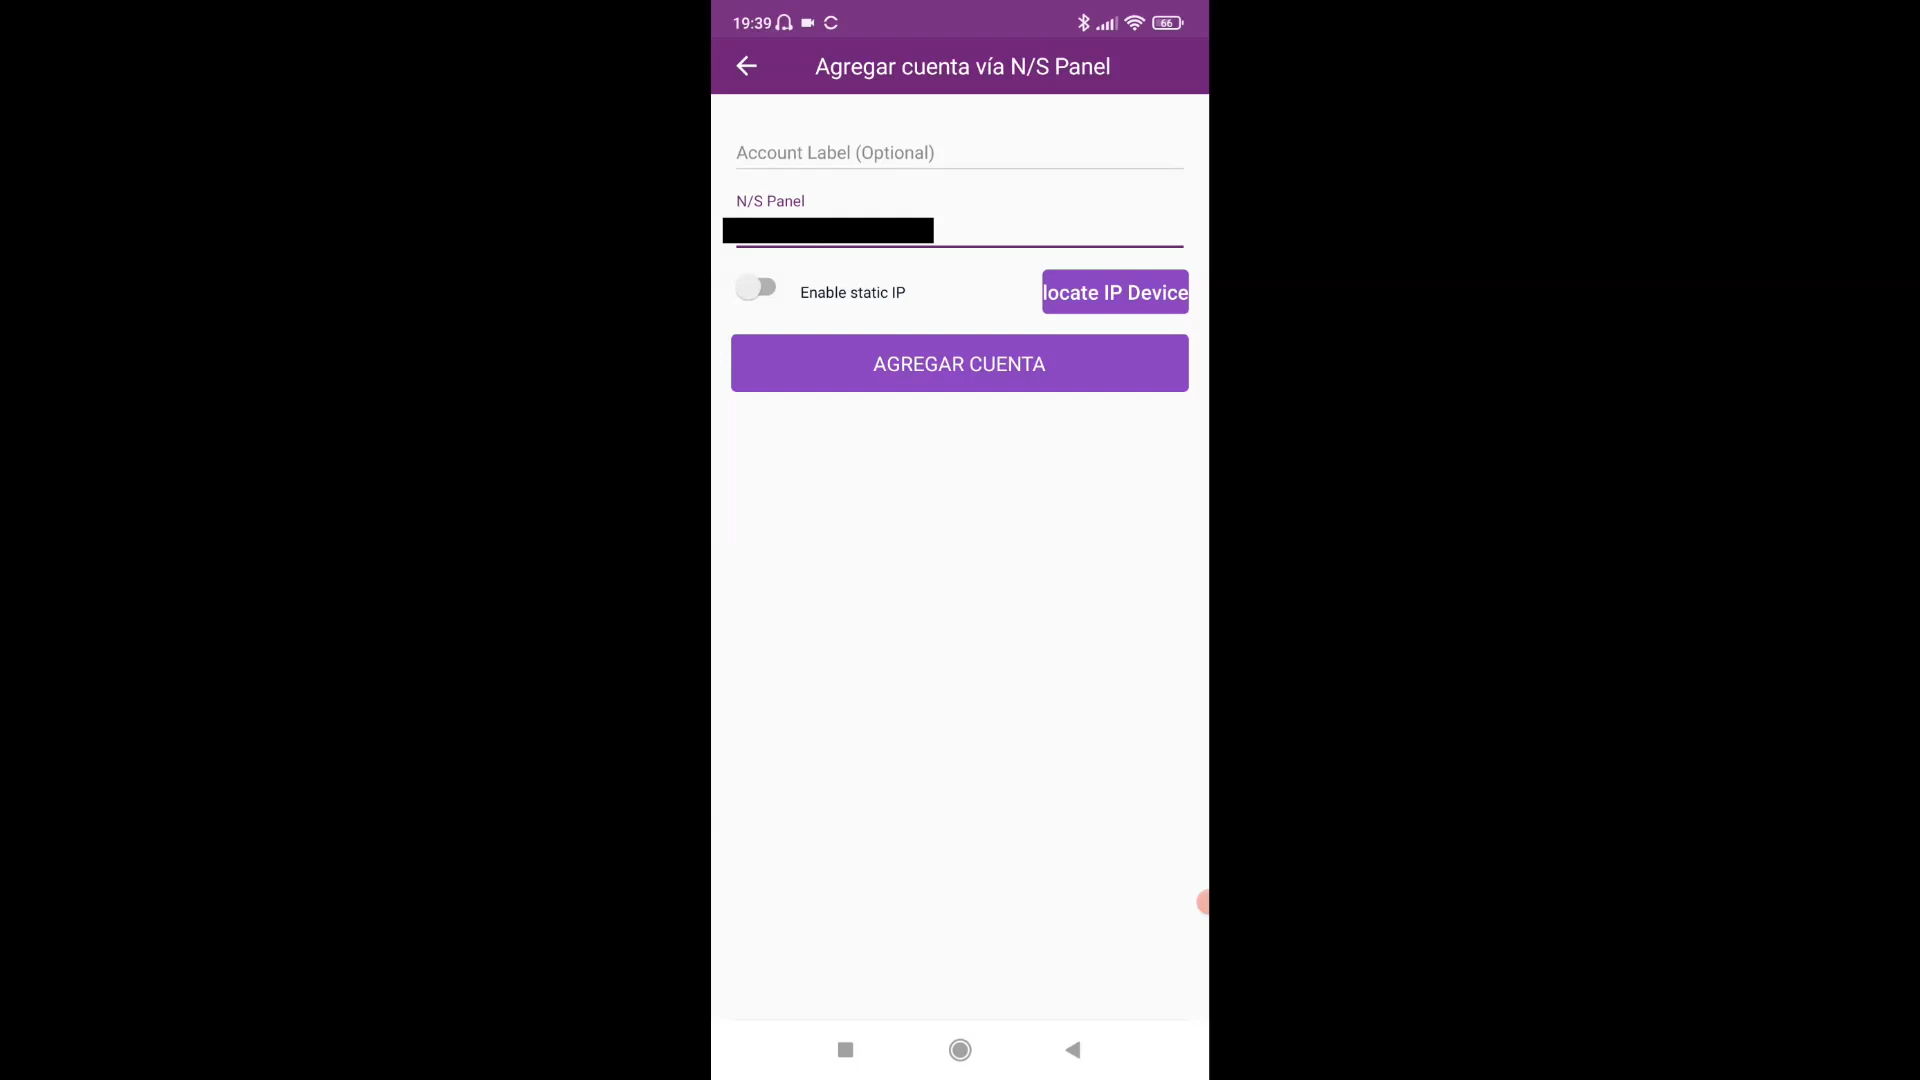 19:39
66
Agregar cuenta vía N/S Panel
Account Label (Optional)
N/S Panel
Enable static IP
locate IP Device
AGREGAR CUENTA